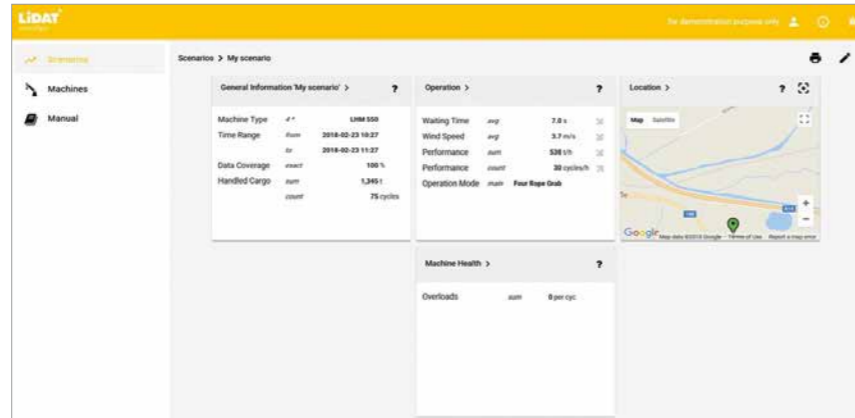 LiDAT
for demonstration purpose only
Scenarios
Machines
Manual
Scenarios > My scenario
General Information 'My scenario' > ?
Machine Type LHM 550
Time Range from 2018-02-23 10:27
to 2018-02-23 11:27
Data Coverage exact 100 %
Handled Cargo sum 1,345 t
count 75 cycles
Operation > ?
Waiting Time avg 7.0 s
Wind Speed avg 3.7 m/s
Performance sum 538 t/h
Performance count 30 cycles/h
Operation Mode main Four Rope Grab
Location > ?
Map Satellite
+
−
Google Map data ©2018 Google Terms of Use Report a map error
Machine Health > ?
Overloads sum 0 per cyc